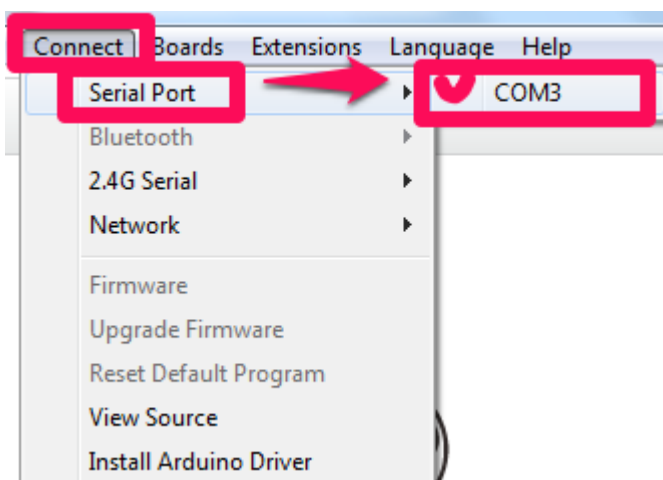 Connect Boards Extensions Language Help
Serial Port COM3
Bluetooth
2.4G Serial
Network
Firmware
Upgrade Firmware
Reset Default Program
View Source
Install Arduino Driver